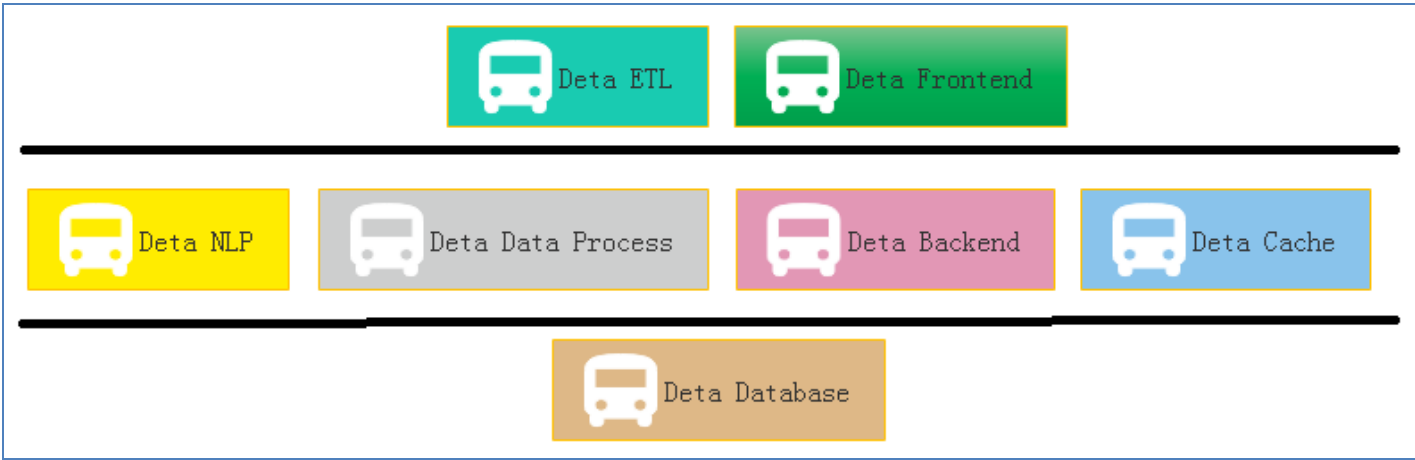 Deta ETL
Deta Frontend
Deta NLP
Deta Data Process
Deta Backend
Deta Cache
Deta Database